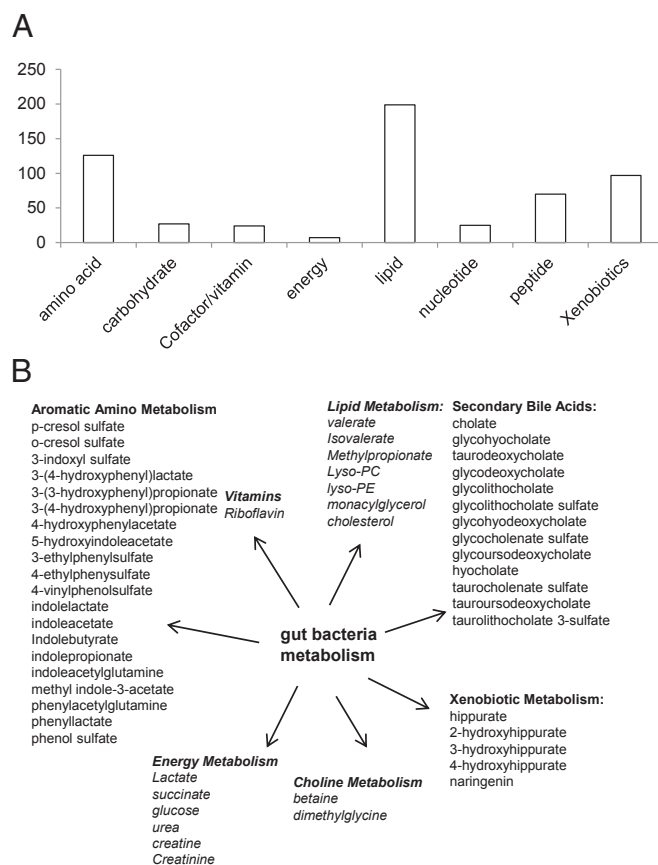 A
250
200
150
100
50
0
amino acid
carbohydrate
Cofactor/vitamin
energy
lipid
nucleotide
peptide
Xenobiotics
B
Aromatic Amino Metabolism
p-cresol sulfate
o-cresol sulfate
3-indoxyl sulfate
3-(4-hydroxyphenyl)lactate
3-(3-hydroxyphenyl)propionate
3-(4-hydroxyphenyl)propionate
4-hydroxyphenylacetate
5-hydroxyindoleacetate
3-ethylphenylsulfate
4-ethylphenysulfate
4-vinylphenolsulfate
indolelactate
indoleacetate
Indolebutyrate
indolepropionate
indoleacetylglutamine
methyl indole-3-acetate
phenylacetylglutamine
phenyllactate
phenol sulfate
Vitamins
Riboflavin
Lipid Metabolism:
valerate
Isovalerate
Methylpropionate
Lyso-PC
lyso-PE
monacylglycerol
cholesterol
Secondary Bile Acids:
cholate
glycohyocholate
taurodeoxycholate
glycodeoxycholate
glycolithocholate
glycolithocholate sulfate
glycohyodeoxycholate
glycocholenate sulfate
glycoursodeoxycholate
hyocholate
taurocholenate sulfate
tauroursodeoxycholate
taurolithocholate 3-sulfate
gut bacteria
metabolism
Xenobiotic Metabolism:
hippurate
2-hydroxyhippurate
3-hydroxyhippurate
4-hydroxyhippurate
naringenin
Energy Metabolism
Lactate
succinate
glucose
urea
creatine
Creatinine
Choline Metabolism
betaine
dimethylglycine